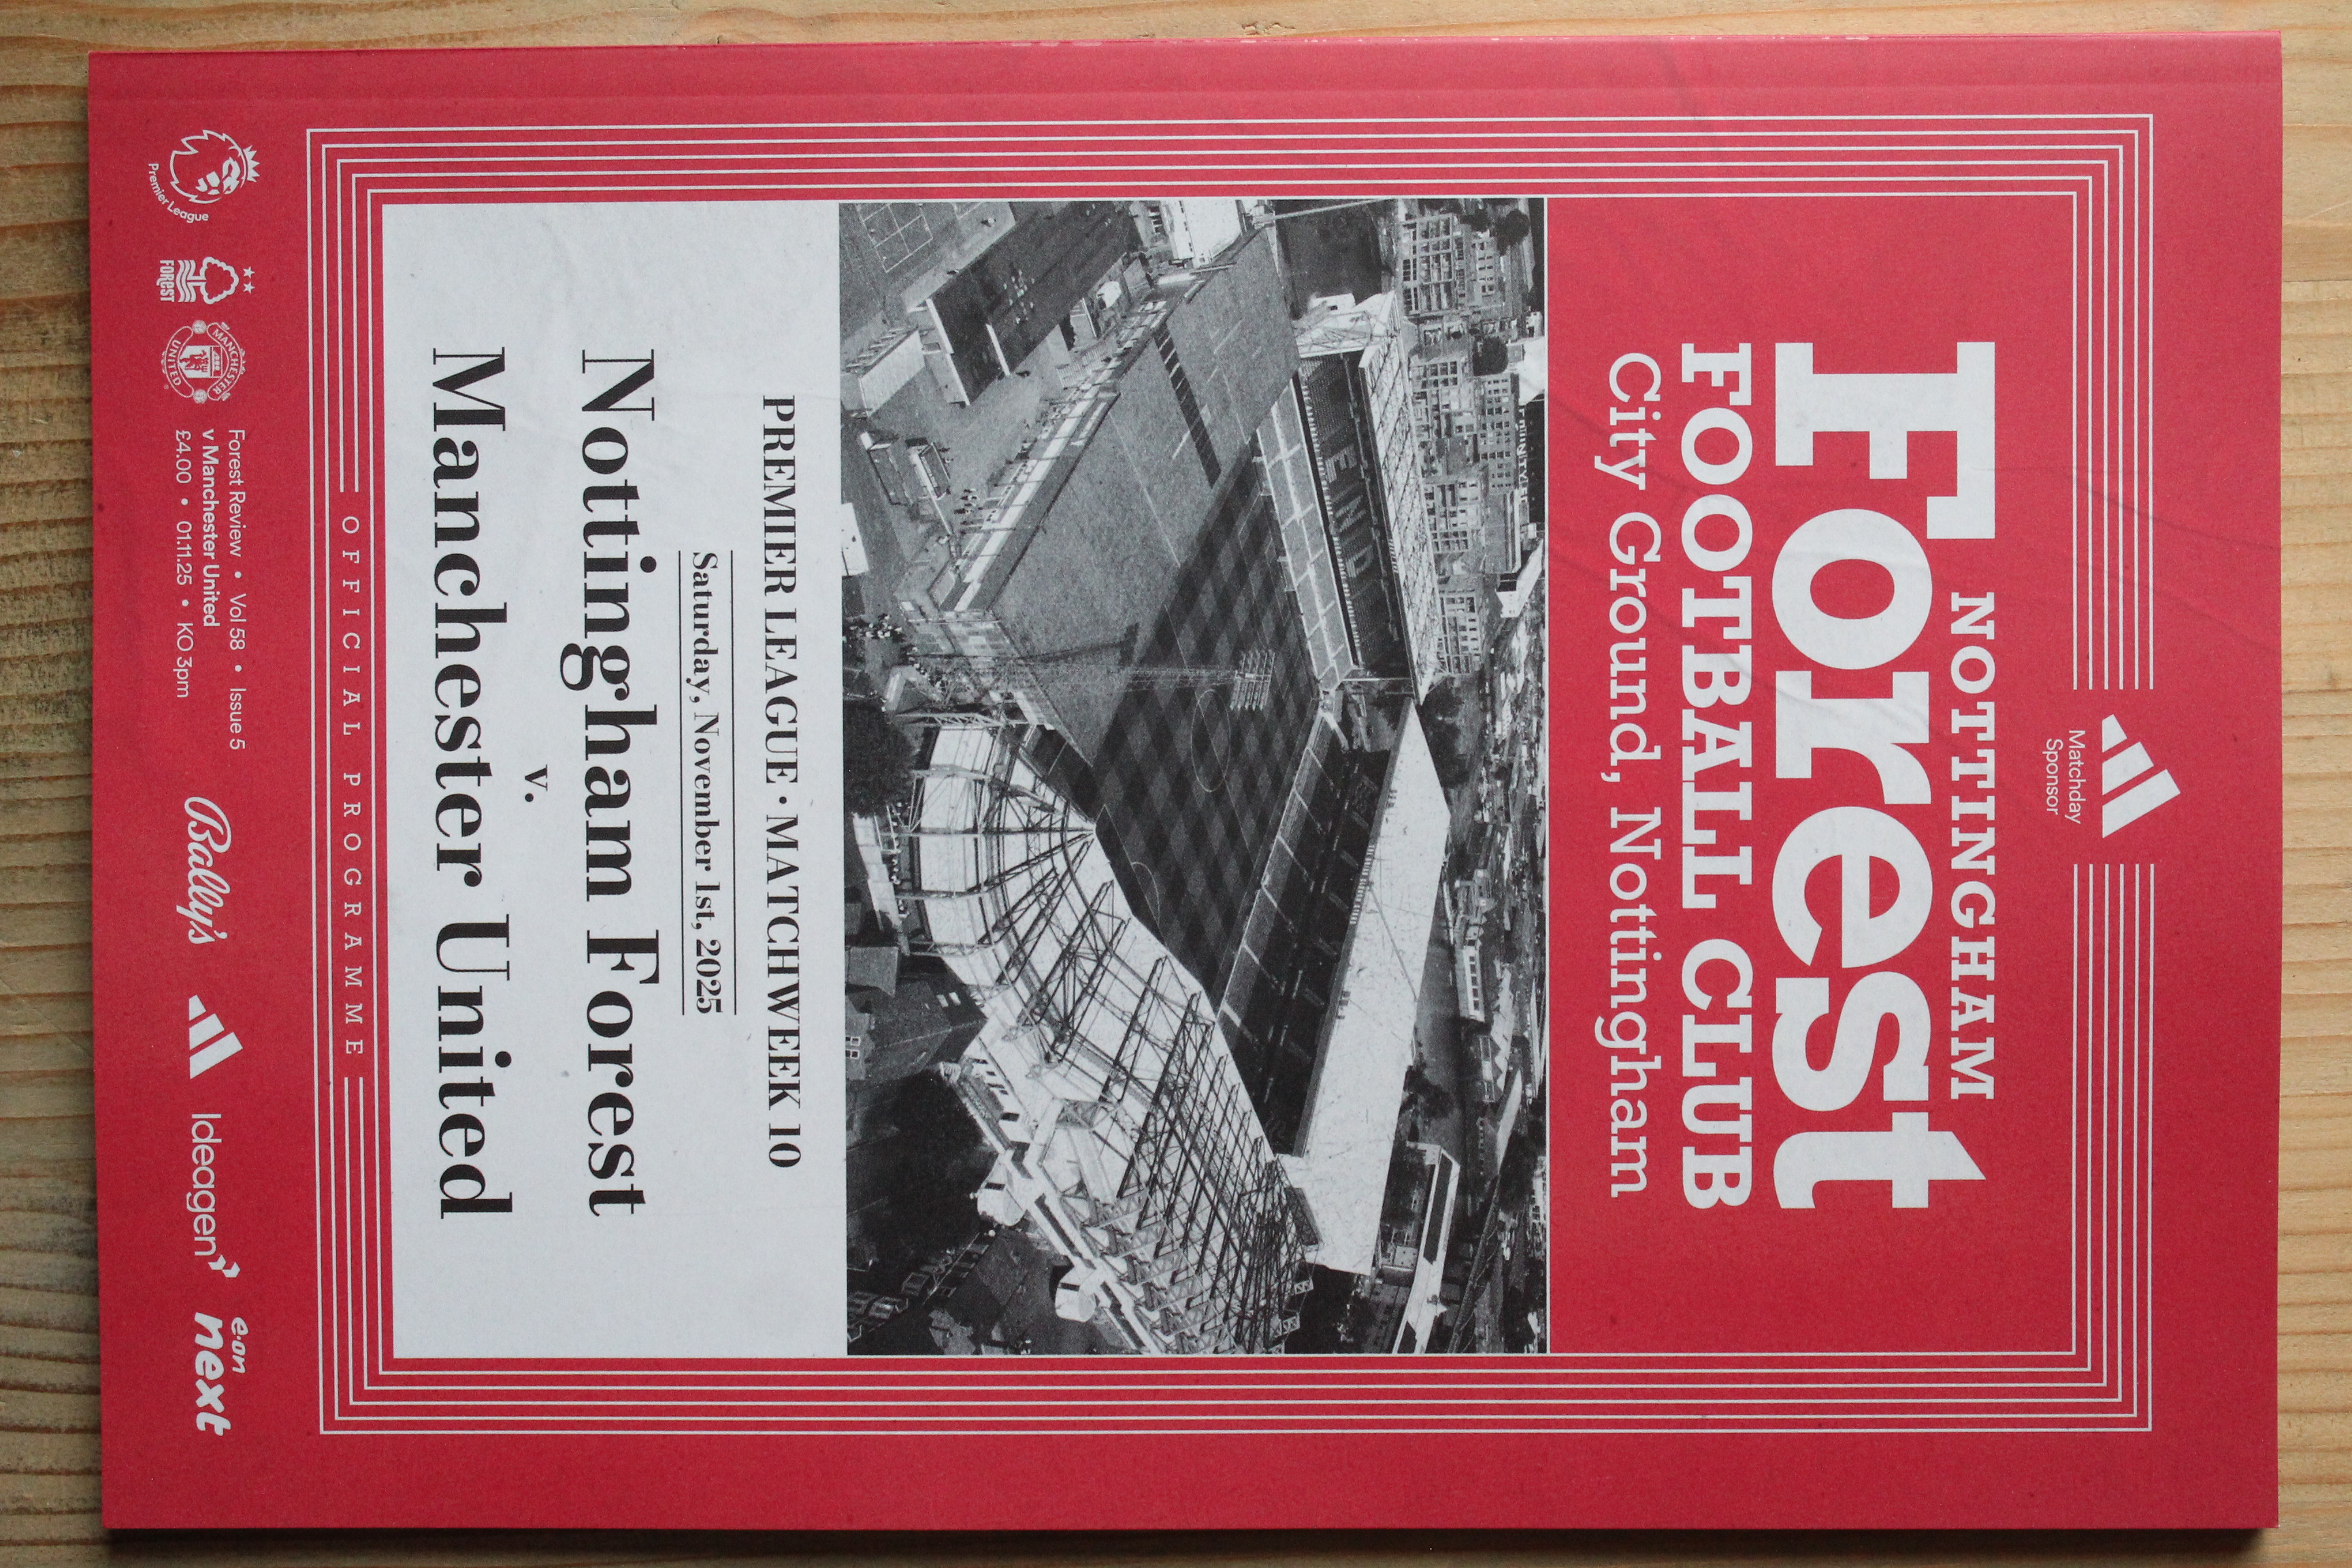 Matchday
Sponsor
NOTTINGHAM
Forest
FOOTBALL CLUB
City Ground, Nottingham
PREMIER LEAGUE • MATCHWEEK 10
Saturday, November 1st, 2025
Nottingham Forest
v.
Manchester United
OFFICIAL PROGRAMME
Premier League
FOREST
MANCHESTER
UNITED
Forest Review • Vol 58 • Issue 5
v Manchester United
£4.00 • 01.11.25 • KO 3pm
Bally's
Ideagen
e·on
next